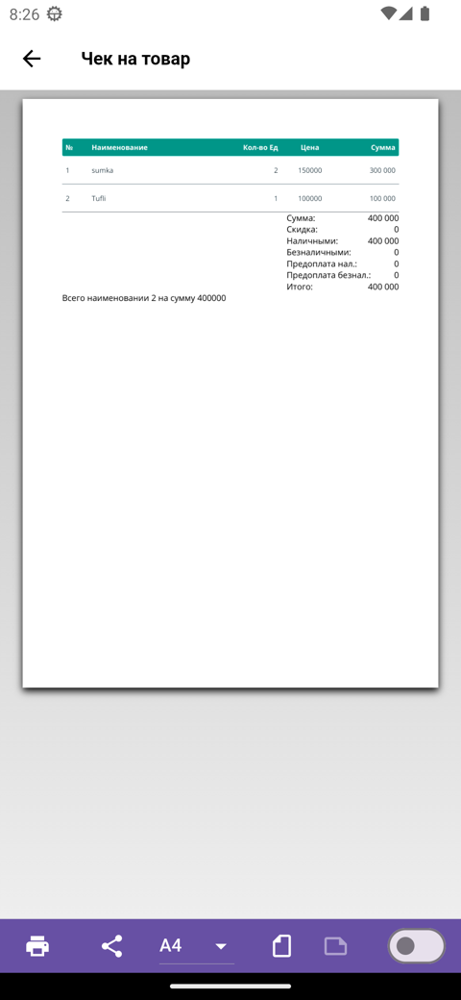 8:26
Чек на товар
№ Наименование Кол-во Ед Цена Сумма
1 sumka 2 150000 300 000
2 Tufli 1 100000 100 000
Сумма: 400 000
Скидка: 0
Наличными: 400 000
Безналичными: 0
Предоплата нал.: 0
Предоплата безнал.: 0
Итого: 400 000
Всего наименовании 2 на сумму 400000
A4